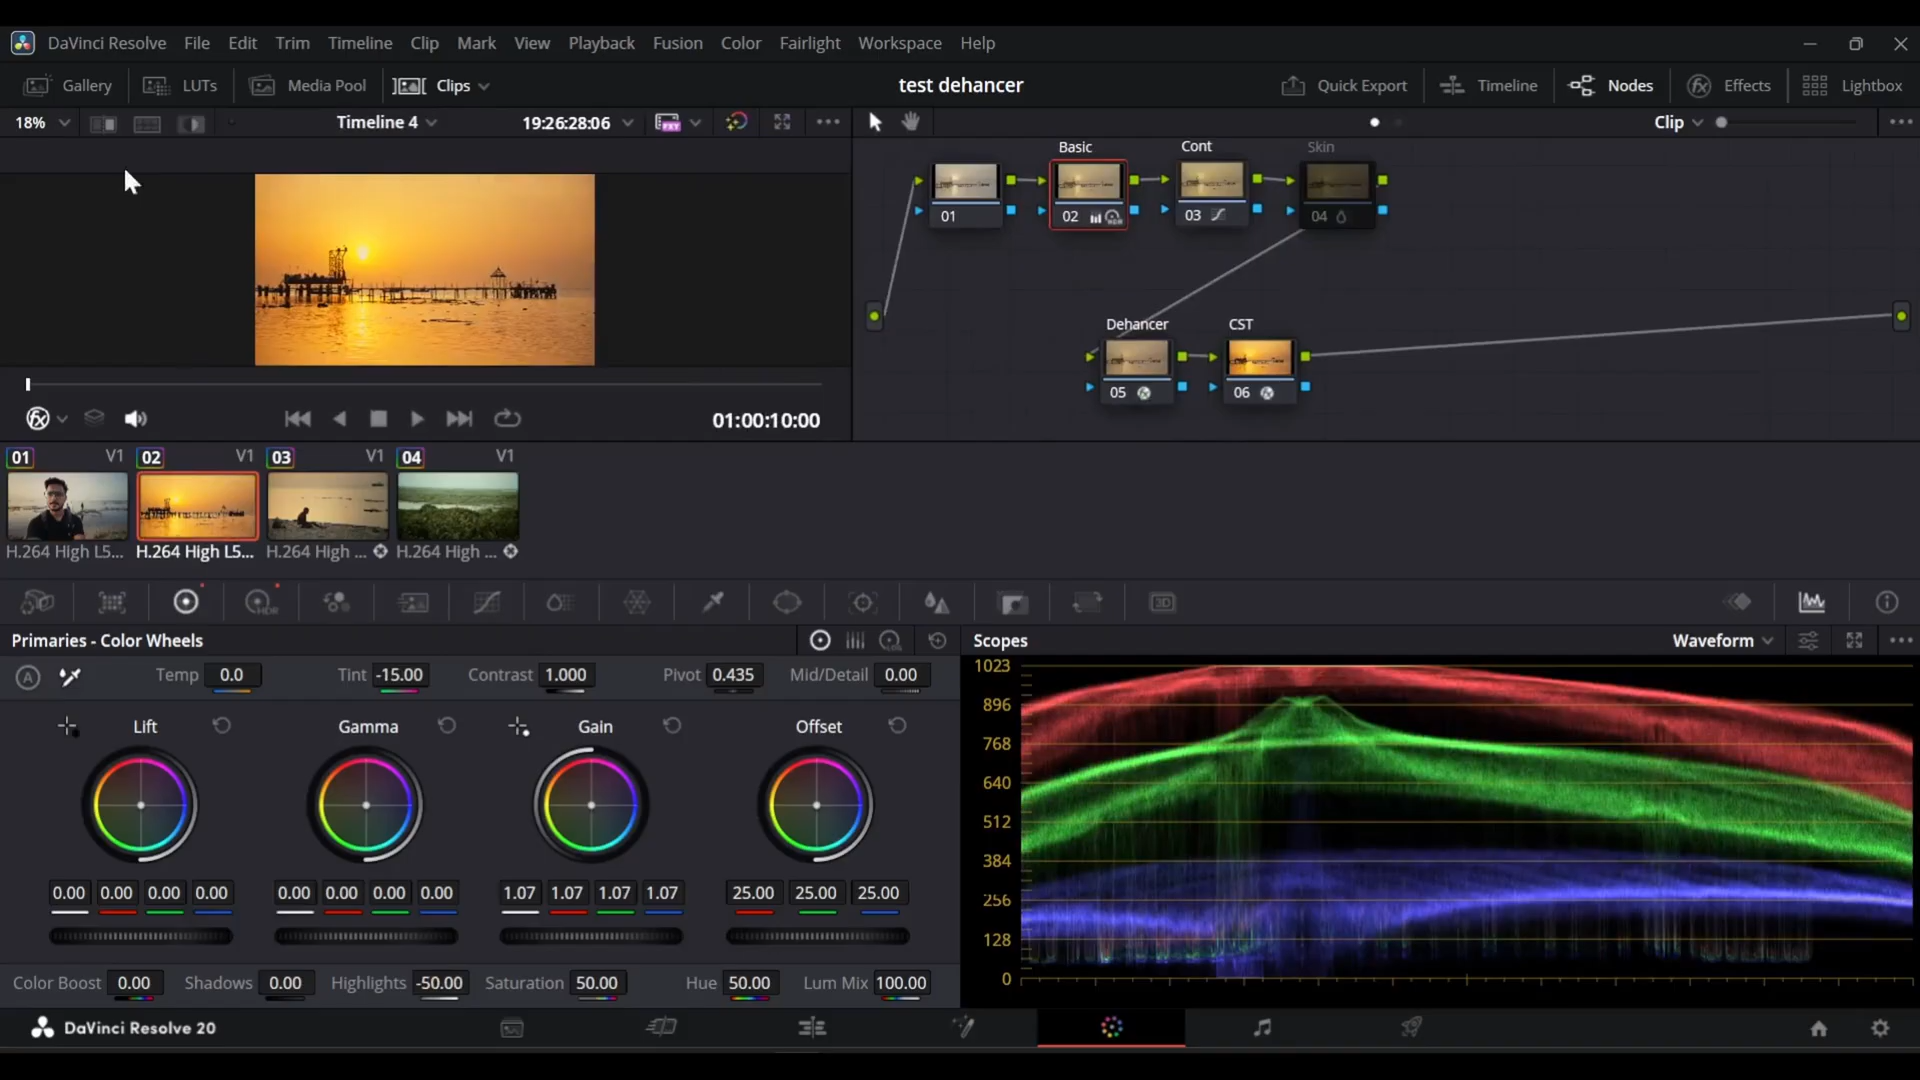 DaVinci Resolve File Edit Trim Timeline Clip Mark View Playback Fusion Color Fairlight Workspace Help
Gallery LUTs Media Pool Clips test dehancer Quick Export Timeline Nodes Effects Lightbox
18% Timeline 4 19:26:28:06 Clip
Basic Cont Skin
01 02 HDR 03 04
Dehancer CST
05 06
01:00:10:00
01 V1 02 V1 03 V1 04 V1
H.264 High L5... H.264 High L5... H.264 High ... H.264 High ...
HDR 3D
Primaries - Color Wheels Scopes Waveform
A Temp 0.0 Tint -15.00 Contrast 1.000 Pivot 0.435 Mid/Detail 0.00
Lift Gamma Gain Offset
0.00 0.00 0.00 0.00 0.00 0.00 0.00 0.00 1.07 1.07 1.07 1.07 25.00 25.00 25.00
Color Boost 0.00 Shadows 0.00 Highlights -50.00 Saturation 50.00 Hue 50.00 Lum Mix 100.00
1023
896
768
640
512
384
256
128
0
DaVinci Resolve 20